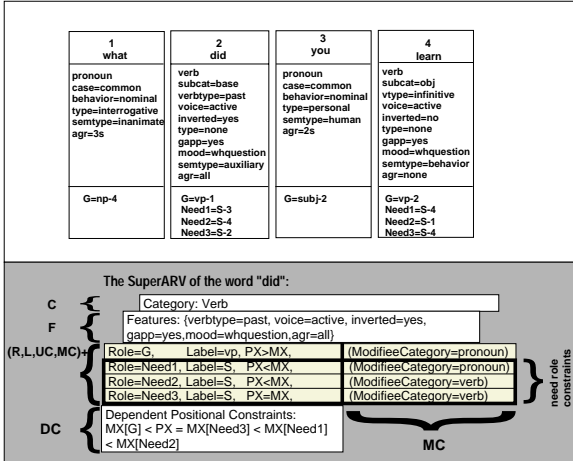 1
what
pronoun
case=common
behavior=nominal
type=interrogative
semtype=inanimate
agr=3s
G=np-4
2
did
verb
subcat=base
verbtype=past
voice=active
inverted=yes
type=none
gapp=yes
mood=whquestion
semtype=auxiliary
agr=all
G=vp-1
Need1=S-3
Need2=S-4
Need3=S-2
3
you
pronoun
case=common
behavior=nominal
type=personal
semtype=human
agr=2s
G=subj-2
4
learn
verb
subcat=obj
vtype=infinitive
voice=active
inverted=no
type=none
gapp=yes
mood=whquestion
semtype=behavior
agr=none
G=vp-2
Need1=S-4
Need2=S-1
Need3=S-4
The SuperARV of the word "did":
C
Category: Verb
F
Features: {verbtype=past, voice=active, inverted=yes,
gapp=yes,mood=whquestion,agr=all}
(R,L,UC,MC)+
Role=G, Label=vp, PX>MX, (ModifieeCategory=pronoun)
Role=Need1, Label=S, PX<MX, (ModifieeCategory=pronoun)
Role=Need2, Label=S, PX<MX, (ModifieeCategory=verb)
Role=Need3, Label=S, PX=MX, (ModifieeCategory=verb)
need role
constraints
DC
Dependent Positional Constraints:
MX[G] < PX = MX[Need3] < MX[Need1]
< MX[Need2]
MC